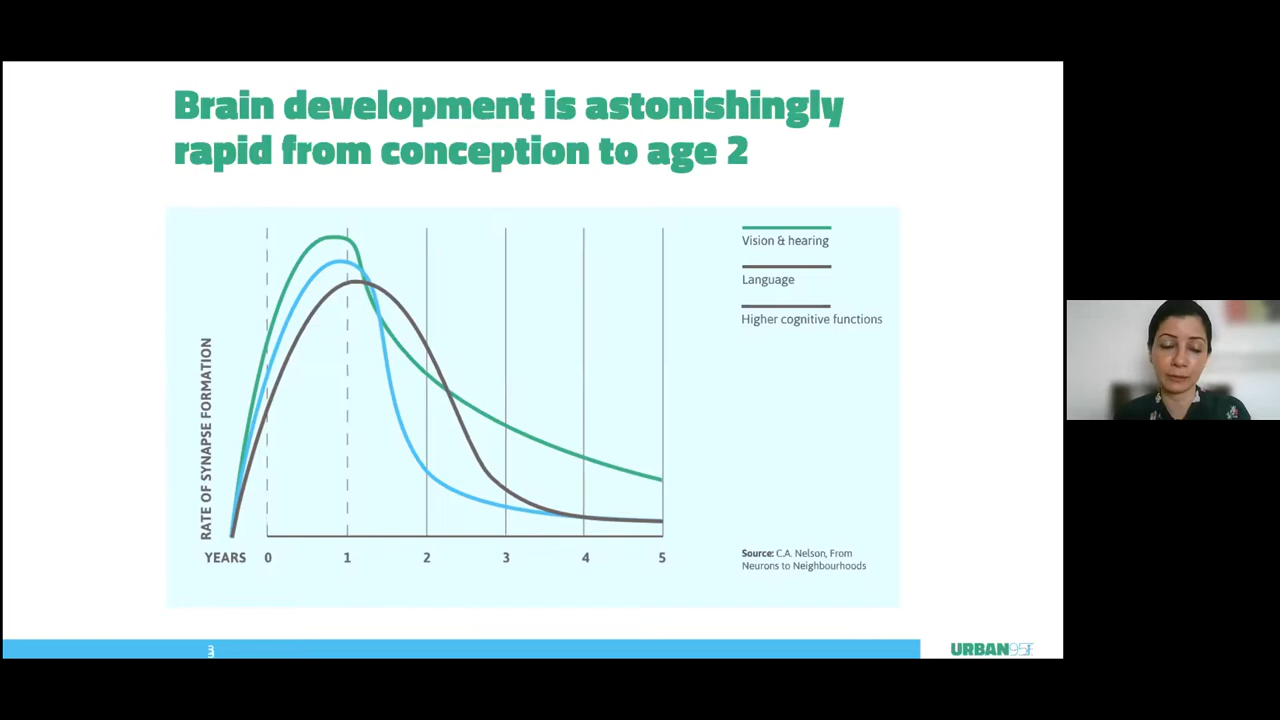 Brain development is astonishingly
rapid from conception to age 2
RATE OF SYNAPSE FORMATION
YEARS 0 1 2 3 4 5
Vision & hearing
Language
Higher cognitive functions
Source: C.A. Nelson, From
Neurons to Neighbourhoods
URBAN